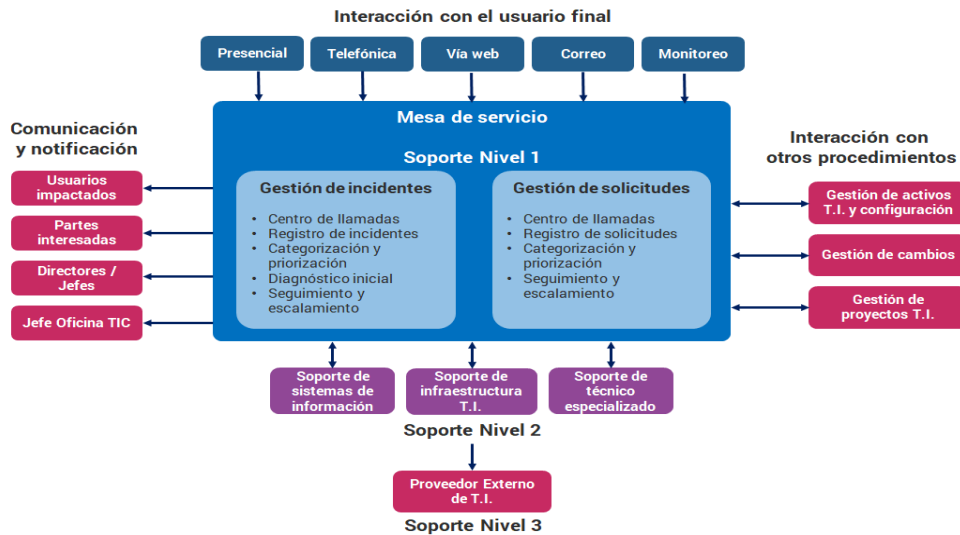 Interacción con el usuario final
Presencial
Telefónica
Vía web
Correo
Monitoreo
Mesa de servicio
Soporte Nivel 1
Comunicación
y notificación
Usuarios
impactados
Partes
interesadas
Directores /
Jefes
Jefe Oficina TIC
Gestión de incidentes
• Centro de llamadas
• Registro de incidentes
• Categorización y
priorización
• Diagnóstico inicial
• Seguimiento y
escalamiento
Gestión de solicitudes
• Centro de llamadas
• Registro de solicitudes
• Categorización y
priorización
• Seguimiento y
escalamiento
Interacción con
otros procedimientos
Gestión de activos
T.I. y configuración
Gestión de cambios
Gestión de
proyectos T.I.
Soporte de
sistemas de
información
Soporte de
infraestructura
T.I.
Soporte de
técnico
especializado
Soporte Nivel 2
Proveedor Externo
de T.I.
Soporte Nivel 3